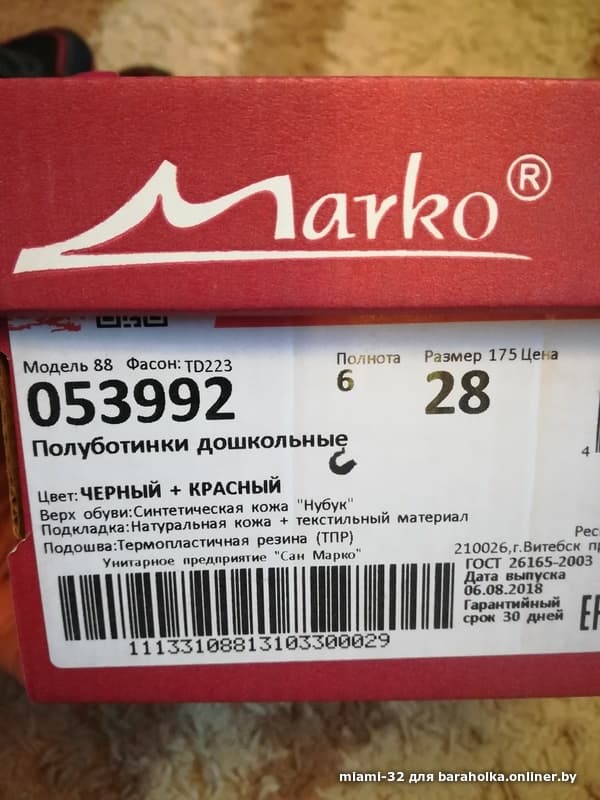 Marko®
Модель 88 Фасон: TD223 Полнота Размер 175 Цена
053992 6 28
Полуботинки дошкольные
Цвет: ЧЕРНЫЙ + КРАСНЫЙ
Верх обуви:Синтетическая кожа "Нубук"
Подкладка:Натуральная кожа + текстильный материал
Подошва:Термопластичная резина (ТПР)
Унитарное предприятие "Сан Марко"
210026,г.Витебск
ГОСТ 26165-2003
Дата выпуска
06.08.2018
Гарантийный
срок 30 дней
11133108813103300029
4
miami-32 для baraholka.onliner.by